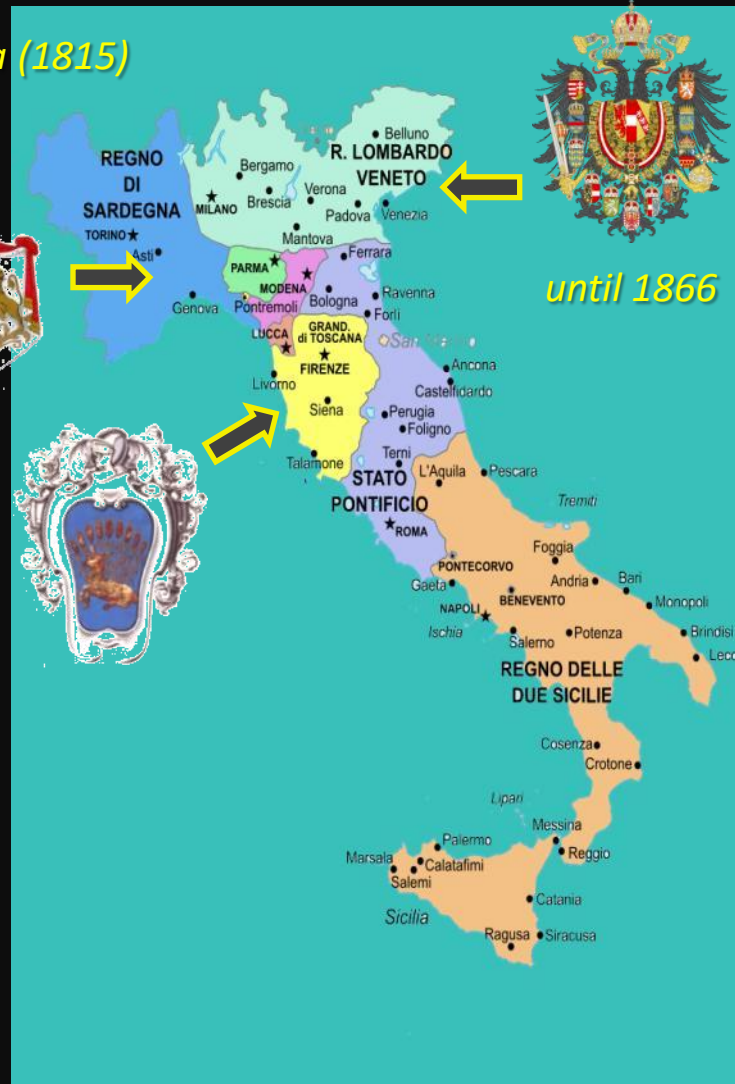 (1815)
until 1866
REGNO
DI
SARDEGNA
TORINO
Asti
Genova
Belluno
R. LOMBARDO
VENETO
Bergamo
Brescia
Verona
MILANO
Padova
Venezia
Mantova
PARMA
MODENA
Ferrara
Pontremoli
Bologna
Ravenna
Forlì
LUCCA
GRAND.
di TOSCANA
FIRENZE
San
Livorno
Siena
Talamone
Ancona
Castelfidardo
Perugia
Foligno
Terni
STATO
PONTIFICIO
ROMA
L'Aquila
Pescara
Tremiti
Foggia
PONTECORVO
Gaeta
BENEVENTO
Andria
Bari
Monopoli
NAPOLI
Ischia
Salerno
Potenza
Brindisi
REGNO DELLE
DUE SICILIE
Cosenza
Crotone
Lipari
Messina
Reggio
Palermo
Marsala
Calatafimi
Salemi
Sicilia
Catania
Ragusa
Siracusa